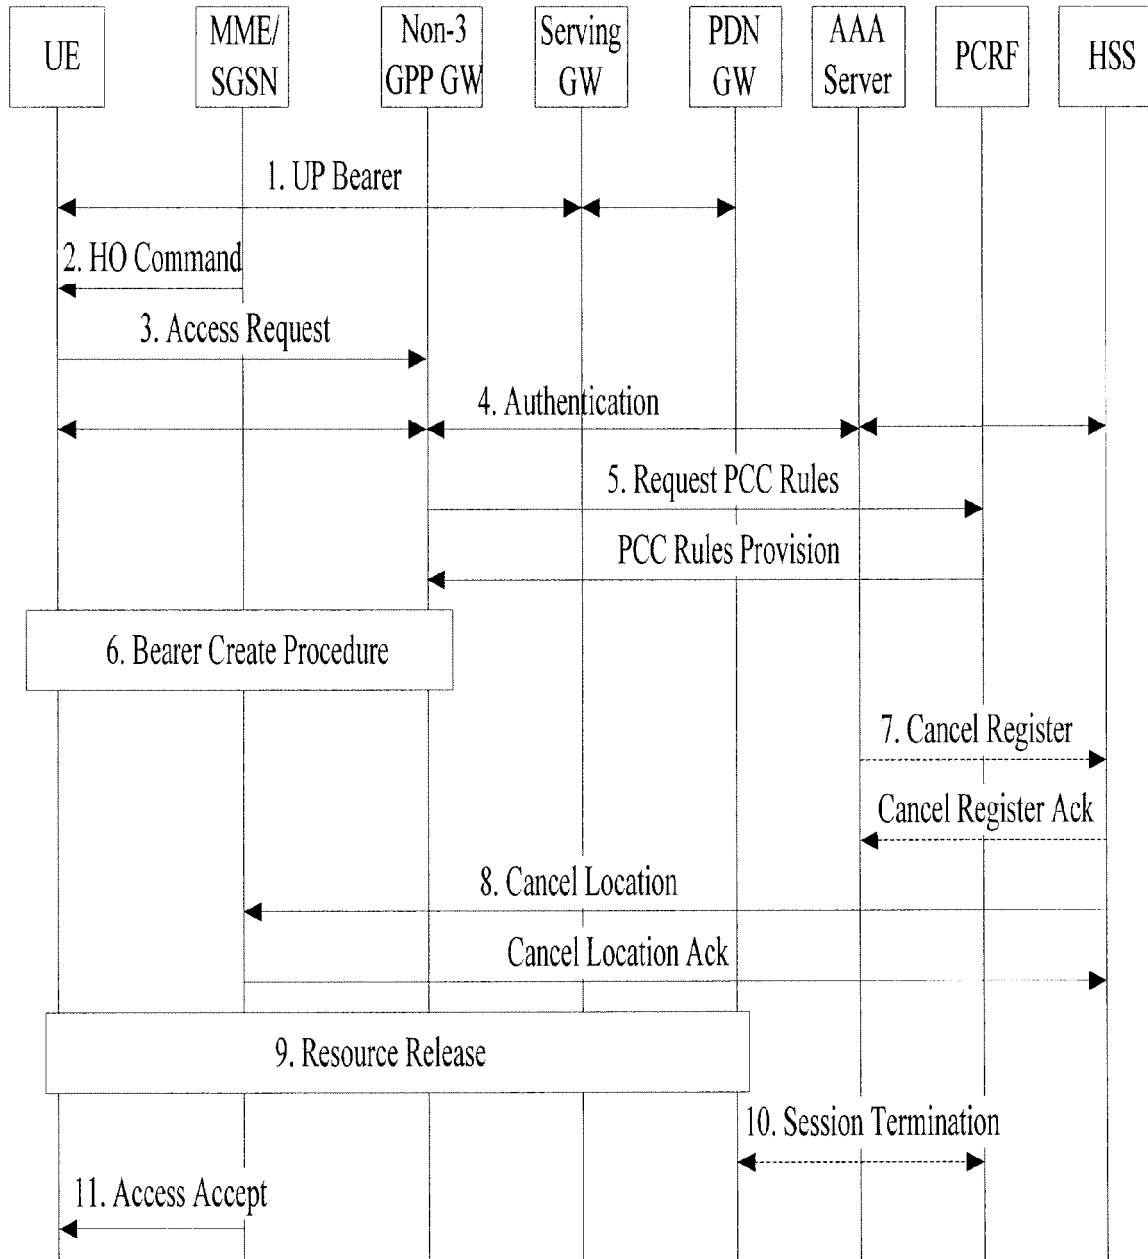 UE
MME/
SGSN
Non-3
GPP GW
Serving
GW
PDN
GW
AAA
Server
PCRF
HSS
1. UP Bearer
2. HO Command
3. Access Request
4. Authentication
5. Request PCC Rules
PCC Rules Provision
6. Bearer Create Procedure
7. Cancel Register
Cancel Register Ack
8. Cancel Location
Cancel Location Ack
9. Resource Release
10. Session Termination
11. Access Accept